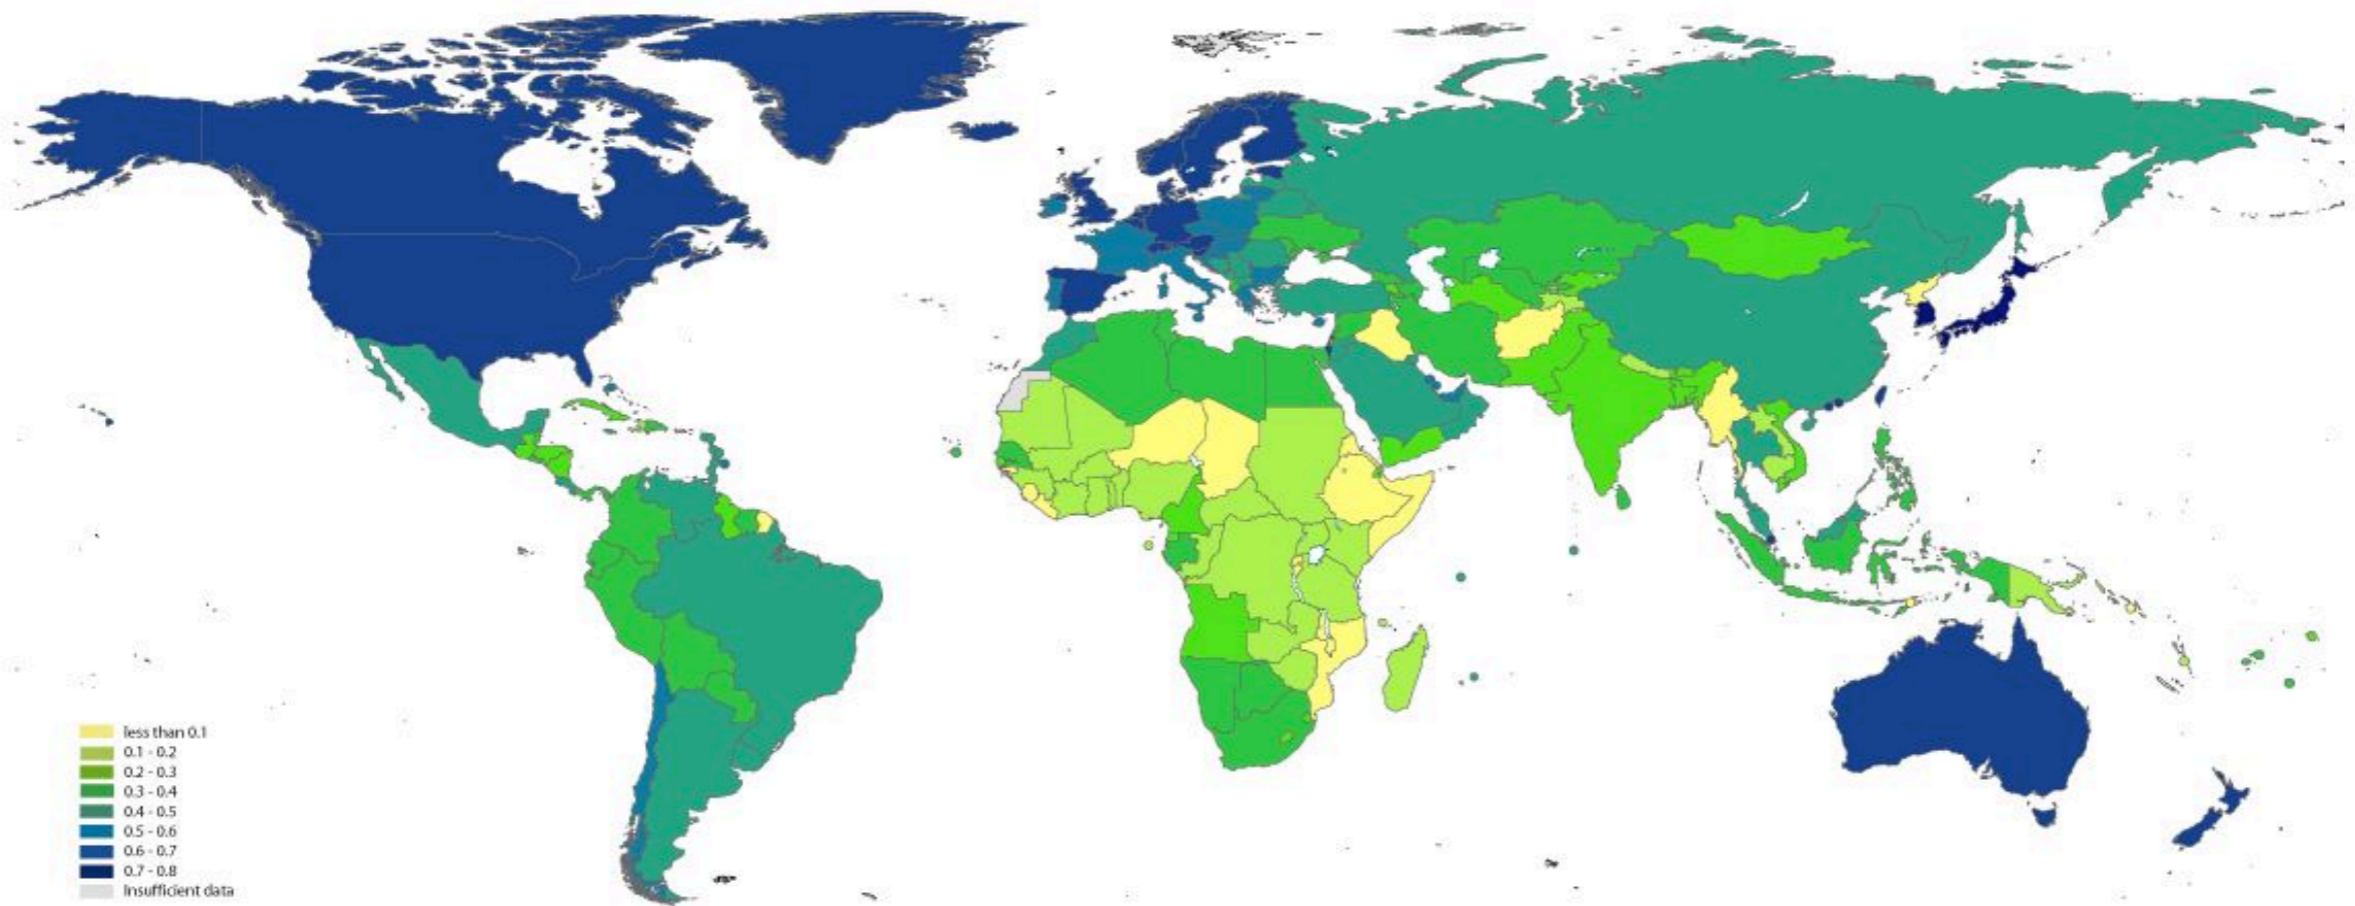 less than 0.1
0.1 - 0.2
0.2 - 0.3
0.3 - 0.4
0.4 - 0.5
0.5 - 0.6
0.6 - 0.7
0.7 - 0.8
Insufficient data